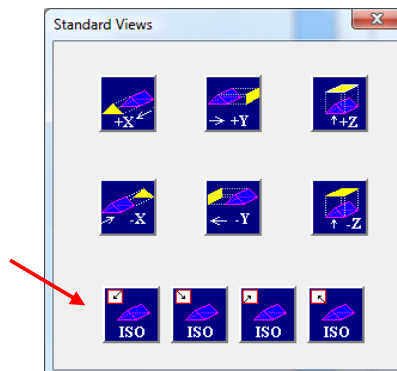 Standard Views
+X +Y +Z
-X -Y -Z
ISO ISO ISO ISO